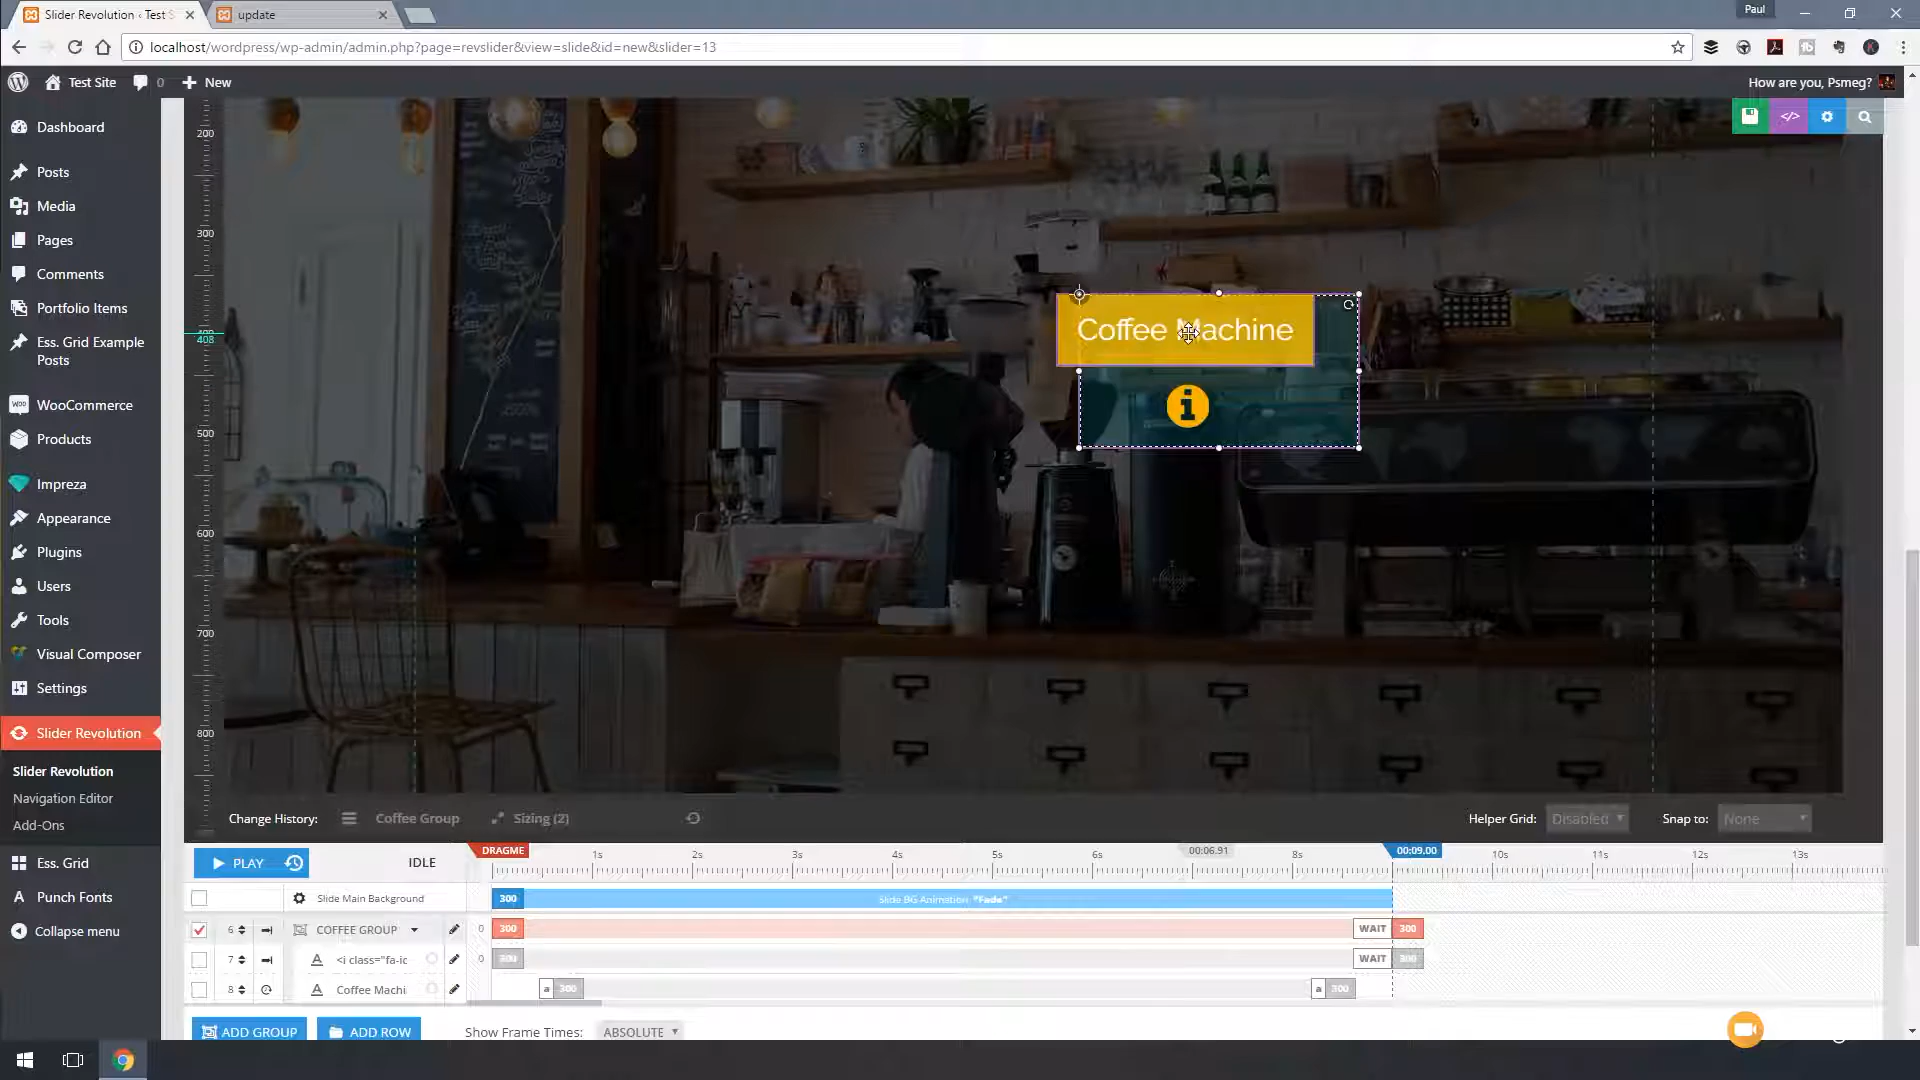 Slider Revolution ‹ Test S
update
Paul
localhost/wordpress/wp-admin/admin.php?page=revslider&view=slide&id=new&slider=13
Test Site
0
New
How are you, Psmeg?
Dashboard
Posts
Media
Pages
Comments
Portfolio Items
Ess. Grid Example
Posts
WooCommerce
Products
Impreza
Appearance
Plugins
Users
Tools
Visual Composer
Settings
Slider Revolution
Slider Revolution
Navigation Editor
Add-Ons
Ess. Grid
Punch Fonts
Collapse menu
200
300
408
500
600
700
800
Coffee Machine
Change History:
Coffee Group
Sizing (2)
Helper Grid:
Disabled
Snap to:
None
PLAY
IDLE
DRAGME
1s
2s
3s
4s
5s
6s
00:06.91
8s
00:09.00
10s
11s
12s
13s
Slide Main Background
300
Slide BG Animation "Fade"
6
COFFEE GROUP
0
300
WAIT
300
7
<i class="fa-ic
0
300
WAIT
300
8
Coffee Machi
a
300
a
300
ADD GROUP
ADD ROW
Show Frame Times:
ABSOLUTE